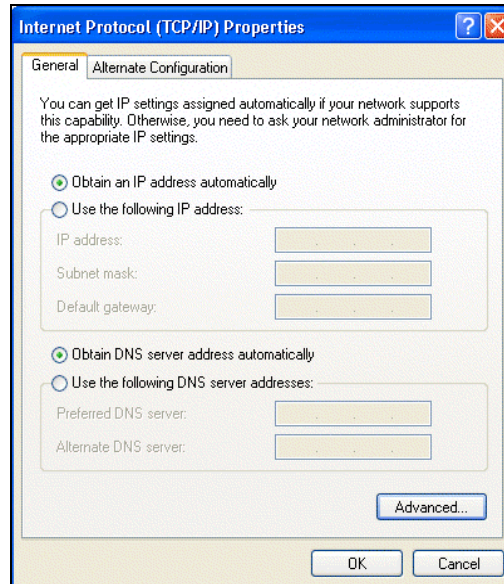 Internet Protocol (TCP/IP) Properties
General
Alternate Configuration
You can get IP settings assigned automatically if your network supports
this capability. Otherwise, you need to ask your network administrator for
the appropriate IP settings.
Obtain an IP address automatically
Use the following IP address:
IP address:
Subnet mask:
Default gateway:
Obtain DNS server address automatically
Use the following DNS server addresses:
Preferred DNS server:
Alternate DNS server:
Advanced...
OK
Cancel